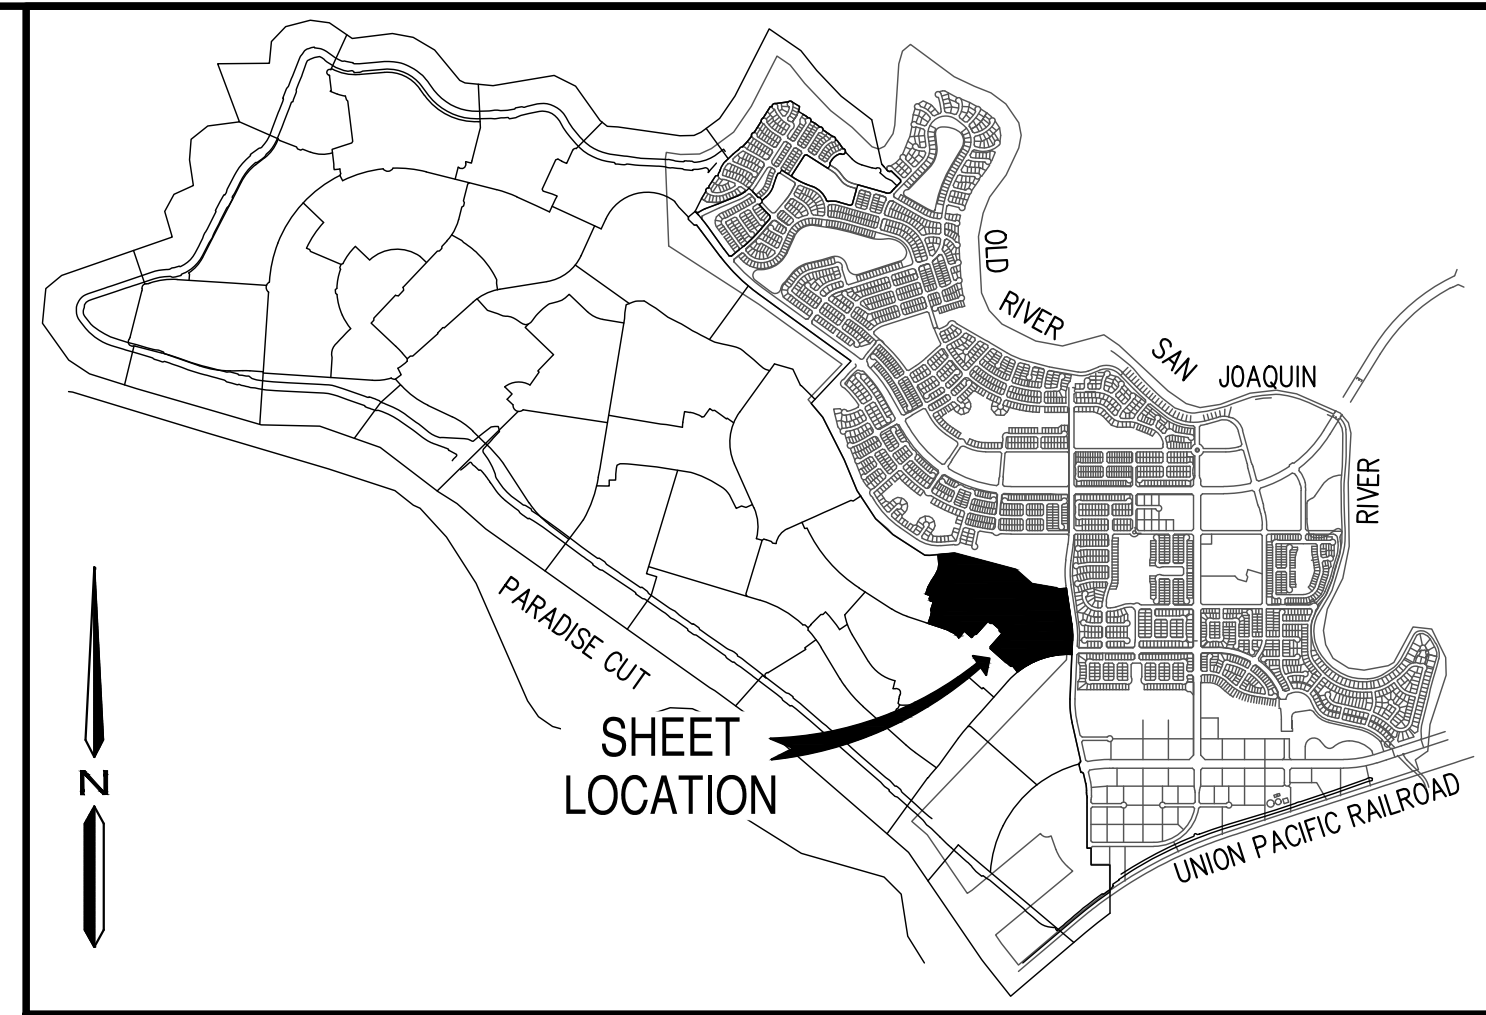 OLD
RIVER
SAN
JOAQUIN
RIVER
PARADISE CUT
SHEET
LOCATION
N
UNION PACIFIC RAILROAD